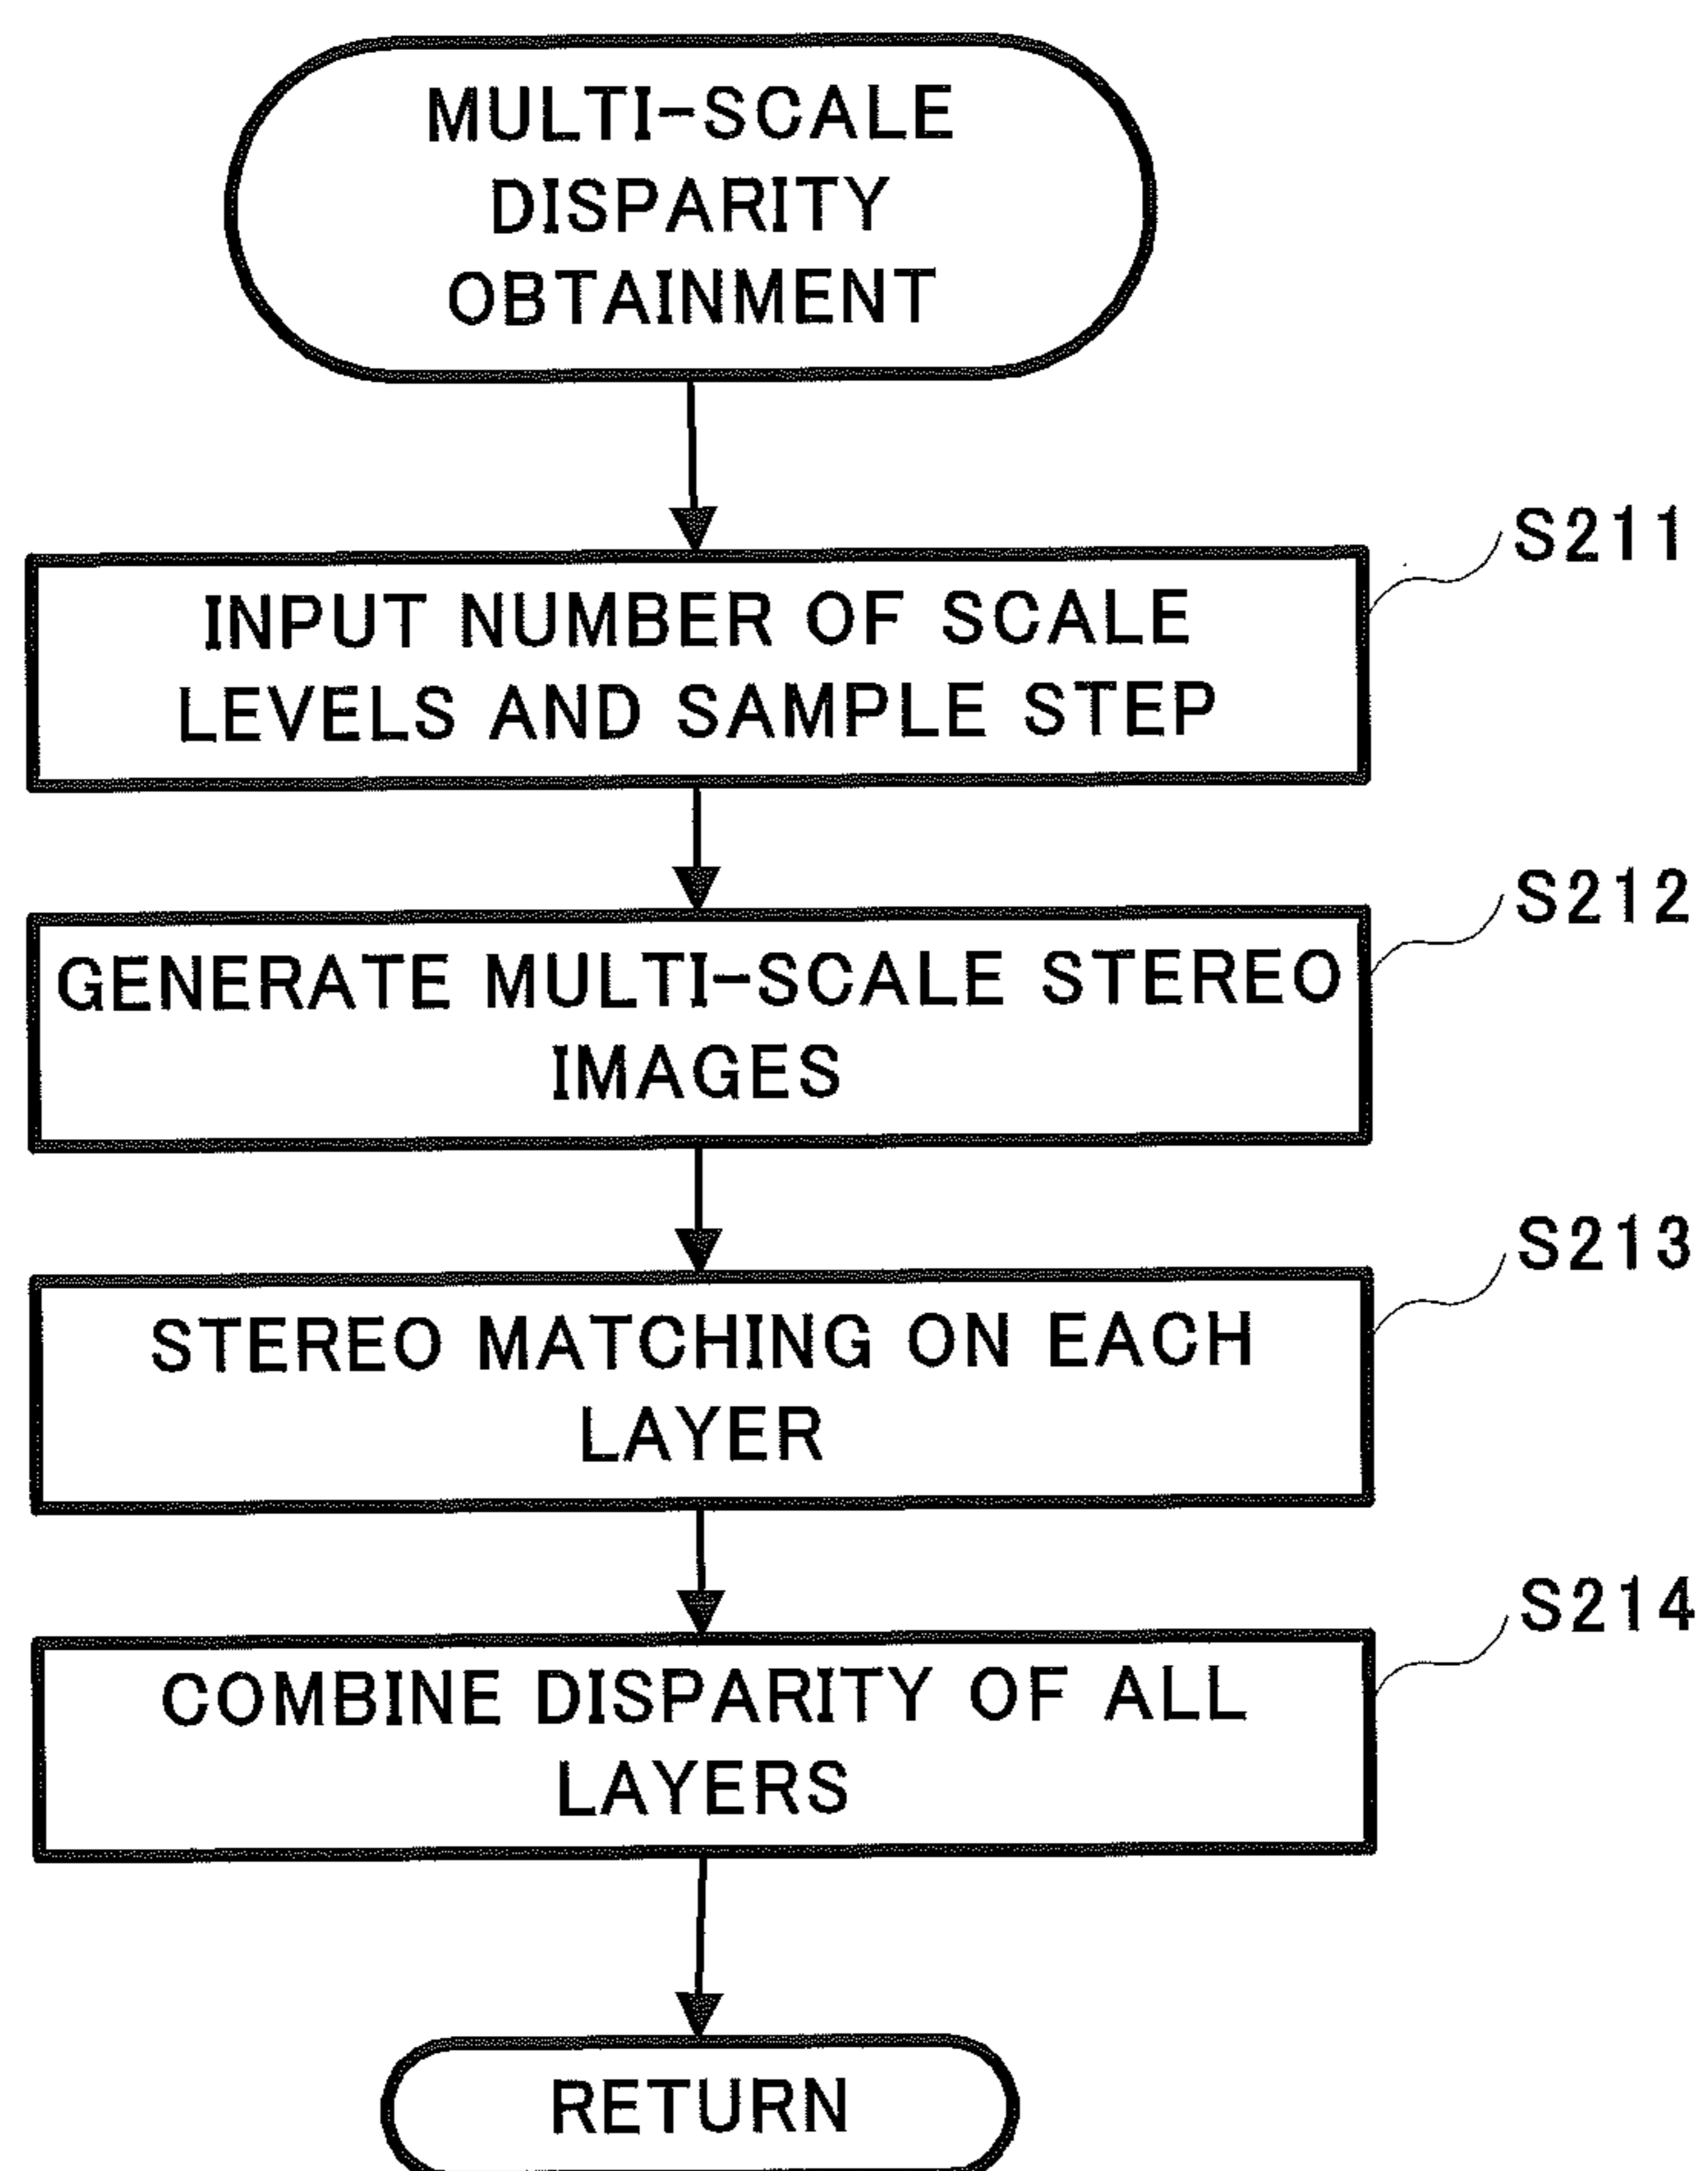 MULTI-SCALE
DISPARITY
OBTAINMENT
S211
INPUT NUMBER OF SCALE
LEVELS AND SAMPLE STEP
S212
GENERATE MULTI-SCALE STEREO
IMAGES
S213
STEREO MATCHING ON EACH
LAYER
S214
COMBINE DISPARITY OF ALL
LAYERS
RETURN